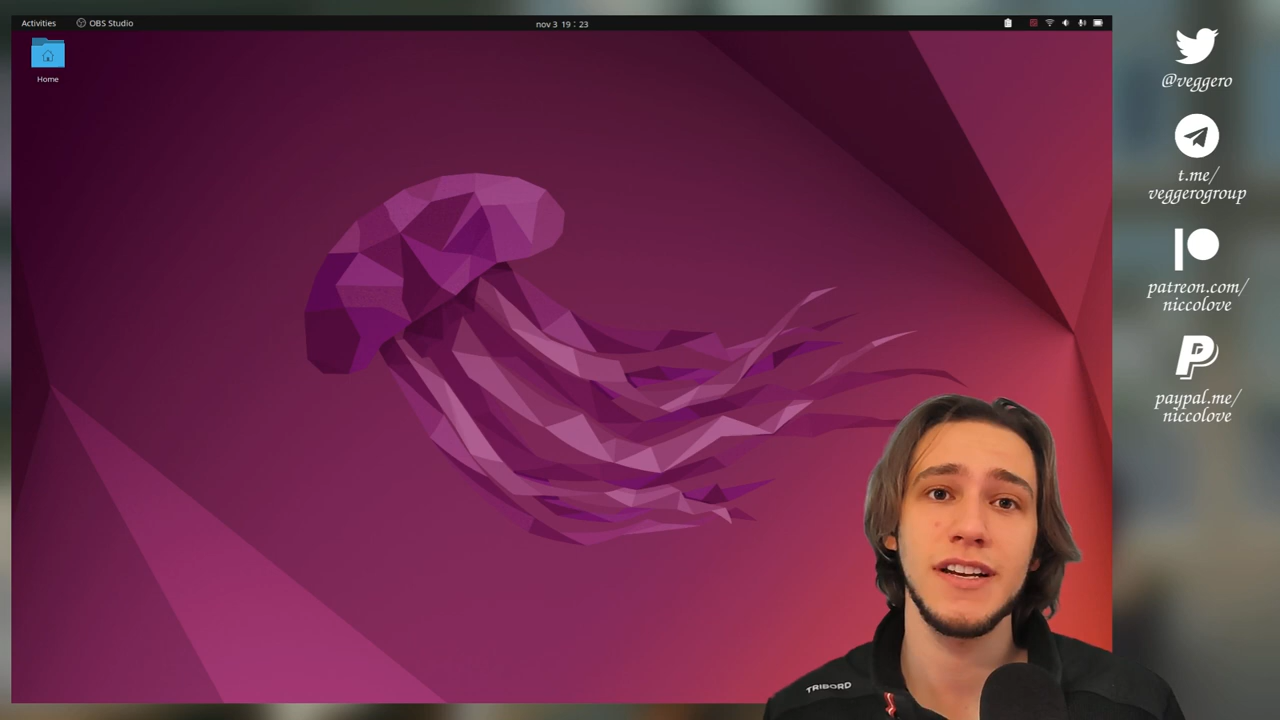 Activities
OBS Studio
nov 3 19:23
Home
@veggero
t.me/
veggerogroup
patreon.com/
niccolove
paypal.me/
niccolove
TRIBORD